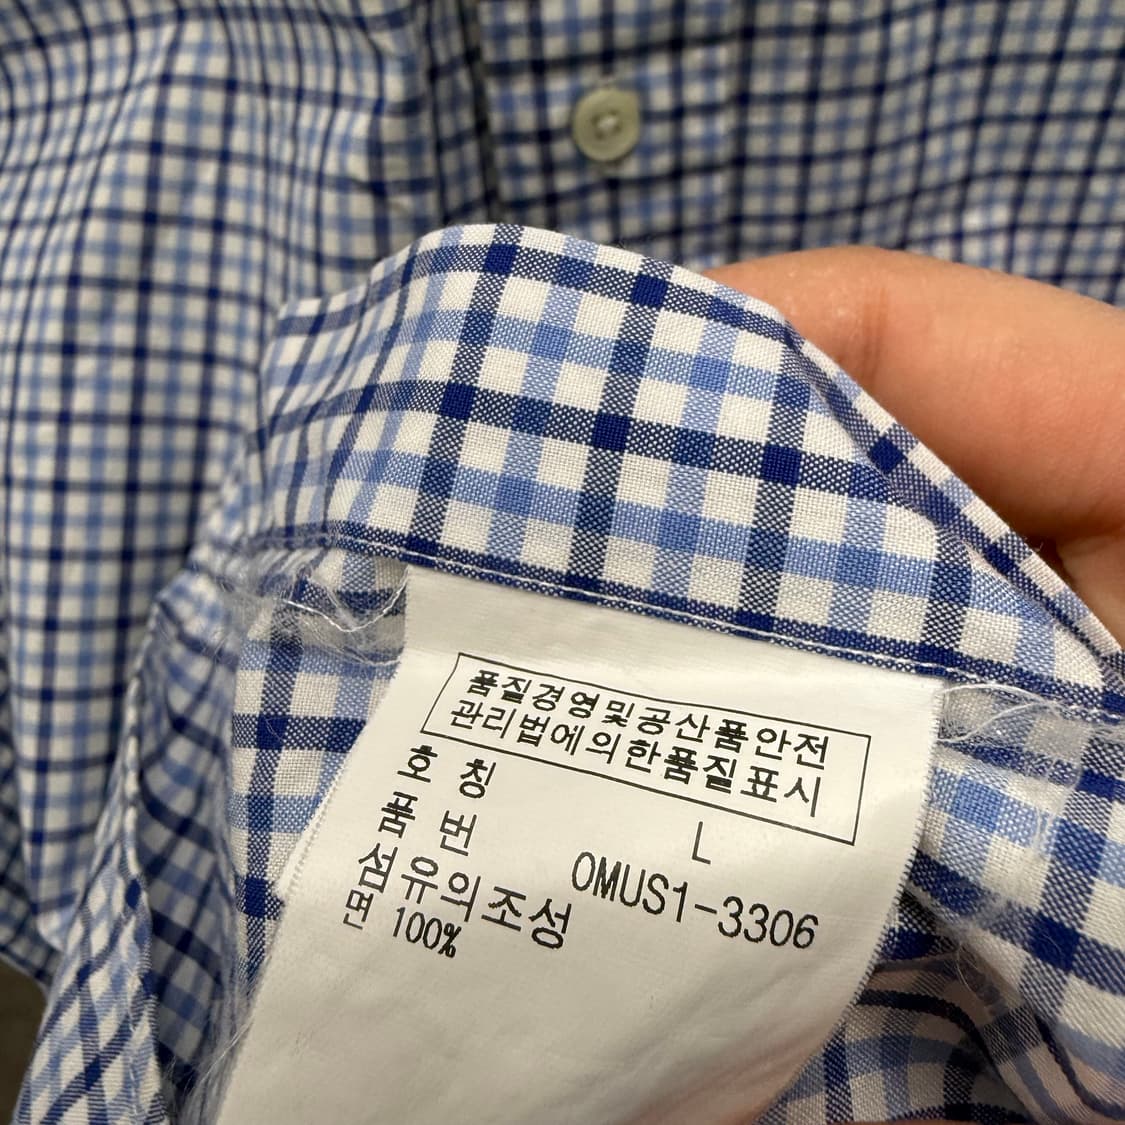 품질경영및공산품안전
관리법에의한품질표시
호 칭 L
품 번 OMUS1-3306
섬유의조성
면 100%